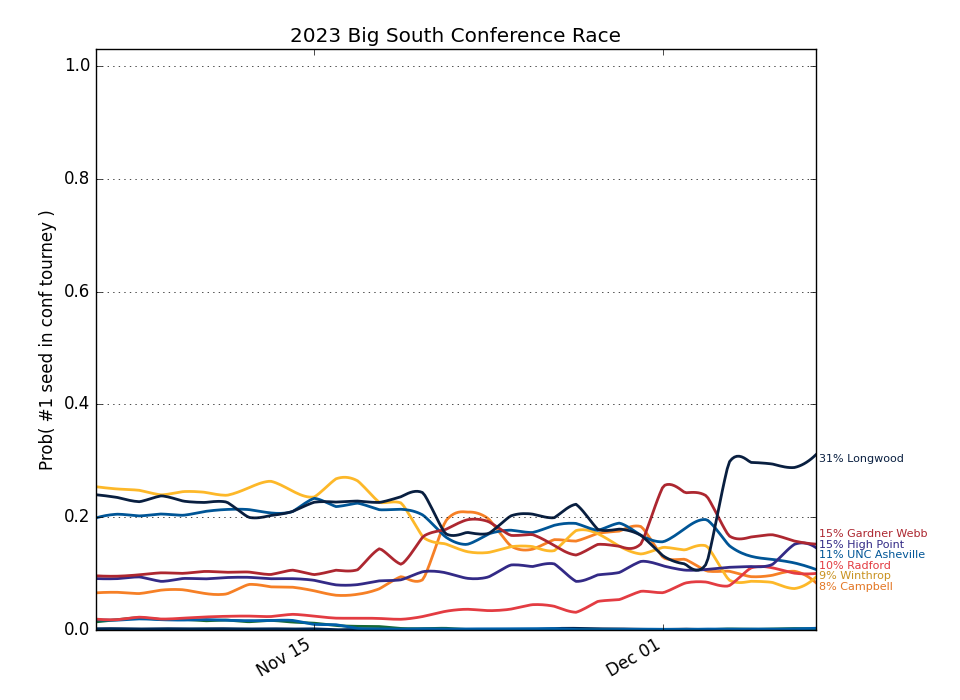 2023 Big South Conference Race
Prob( #1 seed in conf tourney )
1.0
0.8
0.6
0.4
0.2
0.0
Nov 15
Dec 01
31% Longwood
15% Gardner Webb
15% High Point
11% UNC Asheville
10% Radford
9% Winthrop
8% Campbell